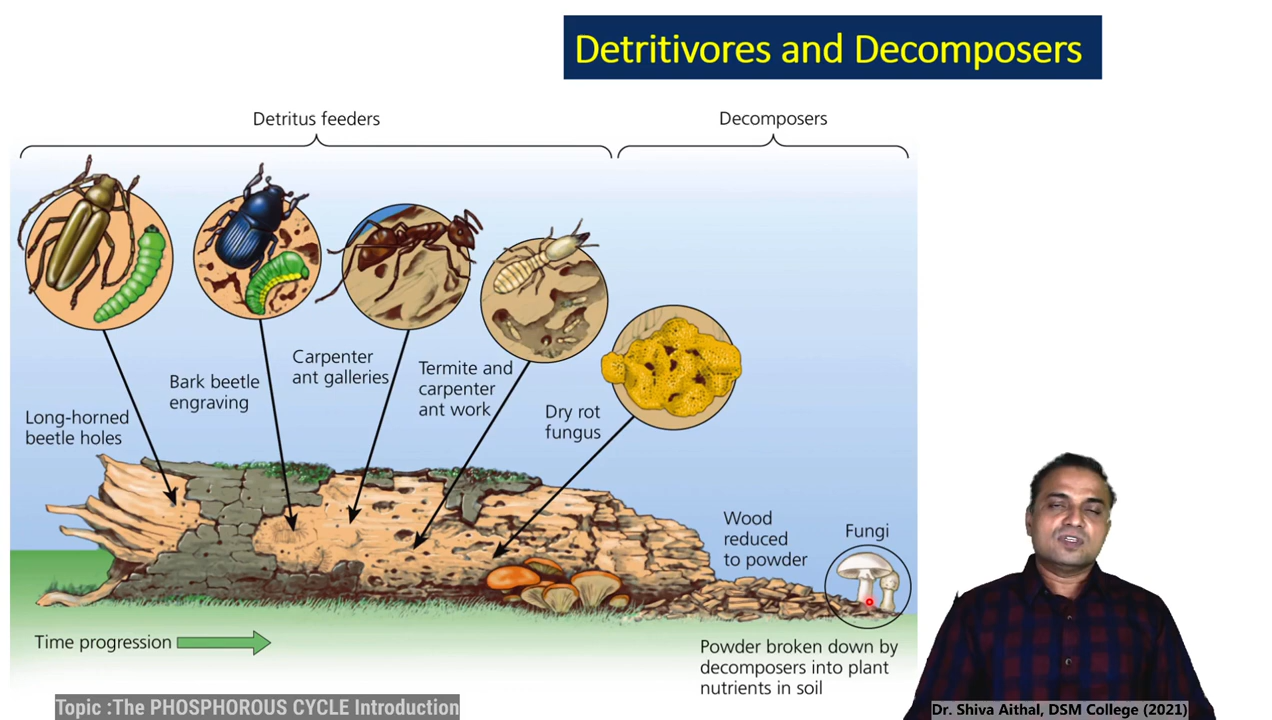 Detritivores and Decomposers
Detritus feeders
Decomposers
Long-horned
beetle holes
Bark beetle
engraving
Carpenter
ant galleries
Termite and
carpenter
ant work
Dry rot
fungus
Wood
reduced
to powder
Fungi
Time progression
Powder broken down by
decomposers into plant
nutrients in soil
Topic :The PHOSPHOROUS CYCLE Introduction
Dr. Shiva Aithal, DSM College (2021)